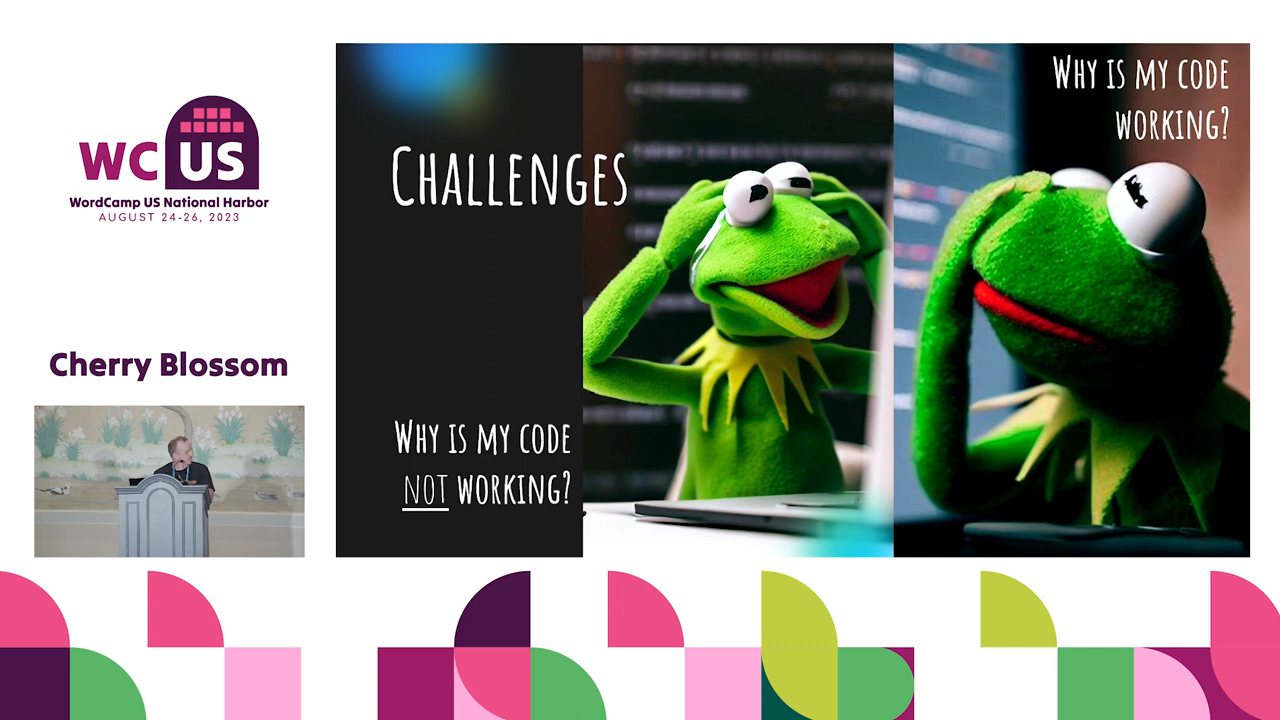 WC US
WordCamp US National Harbor
AUGUST 24-26, 2023
Cherry Blossom
CHALLENGES
WHY IS MY CODE
NOT WORKING?
WHY IS MY CODE
WORKING?